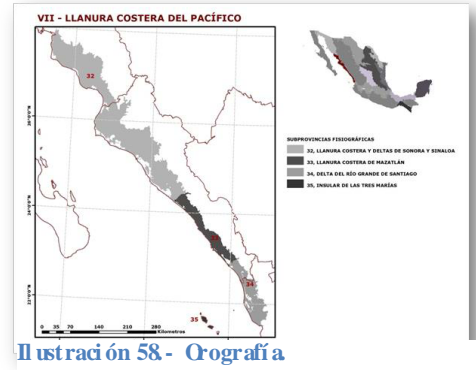 VII - LLANURA COSTERA DEL PACÍFICO
32
33
34
35
SUBPROVINCIAS FISIOGRÁFICAS
32, LLANURA COSTERA Y DELTAS DE SONORA Y SINALOA
33, LLANURA COSTERA DE MAZATLÁN
34, DELTA DEL RÍO GRANDE DE SANTIAGO
35, INSULAR DE LAS TRES MARÍAS
0 35 70 140 210 280
Kilometros
Ilustración 58.- Orografía.